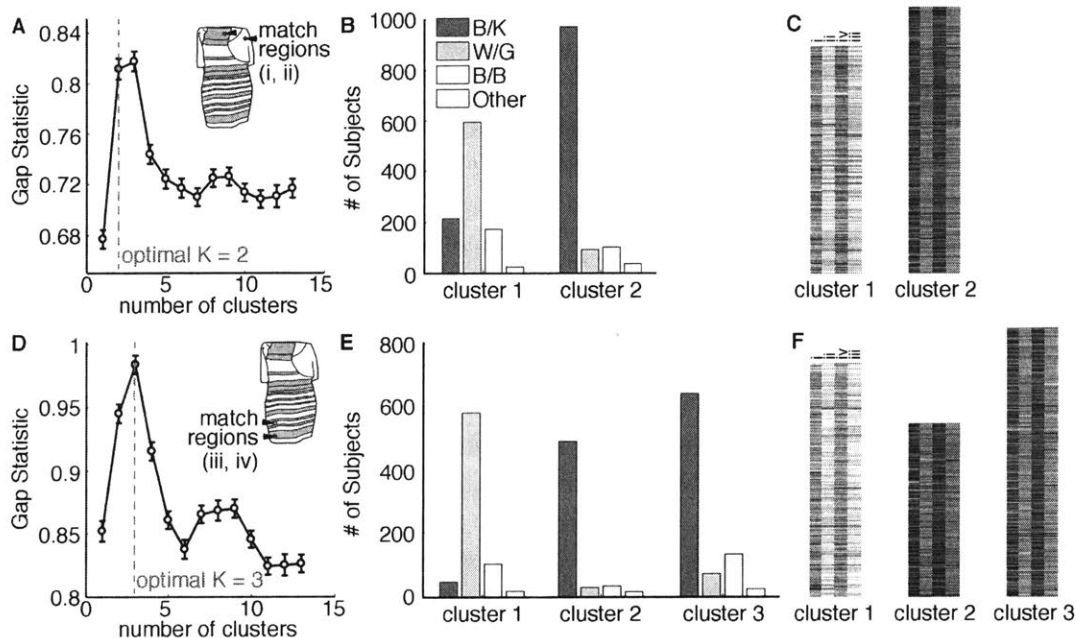 A
0.84
0.8
0.76
0.72
0.68
Gap Statistic
match
regions
(i, ii)
optimal K = 2
0 5 10 15
number of clusters
B
1000
800
600
400
200
0
# of Subjects
B/K
W/G
B/B
Other
cluster 1 cluster 2
C
cluster 1 cluster 2
D
1
0.95
0.9
0.85
0.8
Gap Statistic
match
regions
(iii, iv)
optimal K = 3
0 5 10 15
number of clusters
E
800
600
400
200
0
# of Subjects
cluster 1 cluster 2 cluster 3
F
cluster 1 cluster 2 cluster 3